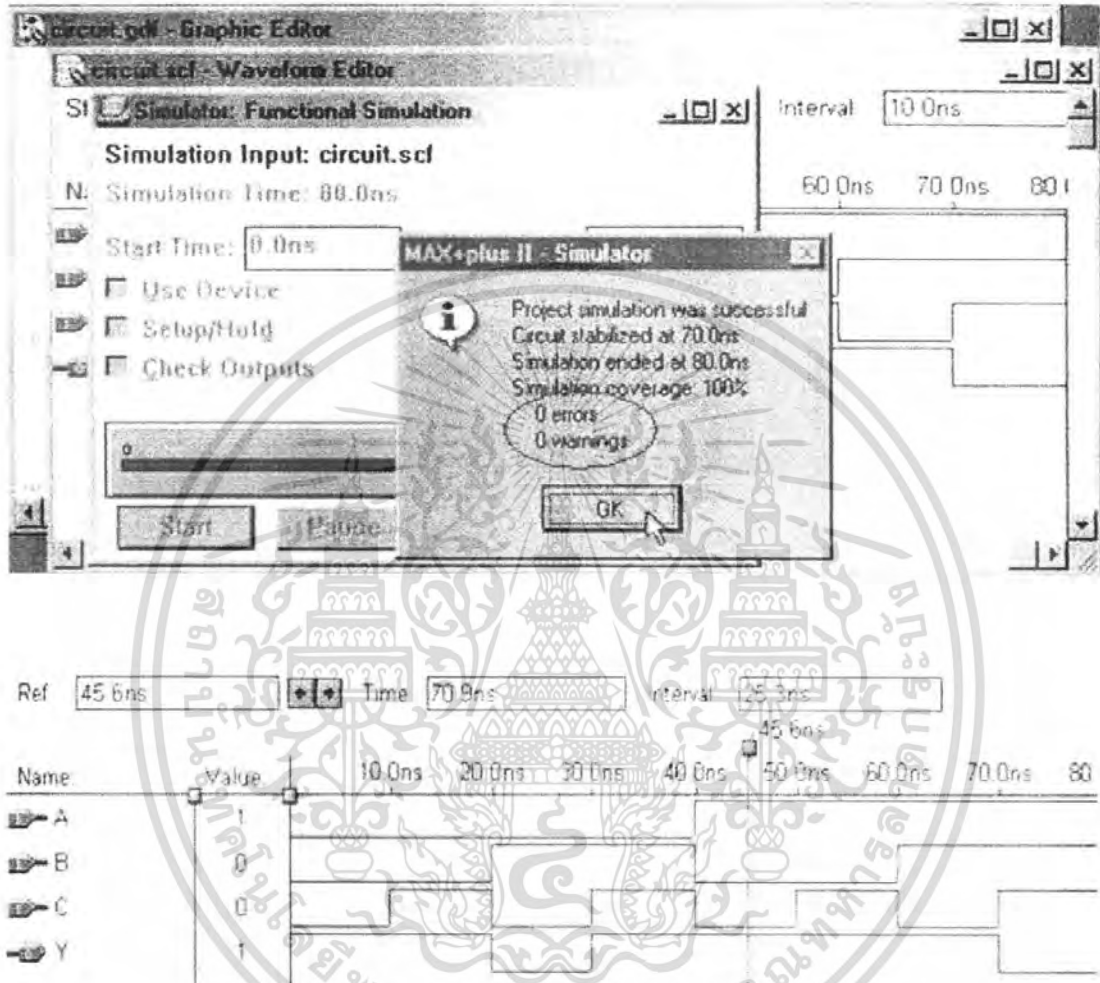 circuit.gdf - Graphic Editor
circuit.scf - Waveform Editor
Simulator: Functional Simulation
Interval: 10.0ns
Simulation Input: circuit.scf
Simulation Time: 80.0ns
60.0ns 70.0ns
Start Time: 0.0ns
Use Device
Setup/Hold
Check Outputs
MAX+plus II - Simulator
Project simulation was successful
Circuit stabilized at 70.0ns
Simulation ended at 80.0ns
Simulation coverage: 100%
0 errors
0 warnings
OK
0
Start Pause
Ref: 45.6ns Time: 70.9ns Interval: 25.3ns
45.6ns
Name: Value: 10.0ns 20.0ns 30.0ns 40.0ns 50.0ns 60.0ns 70.0ns 80
A 1
B 0
C 0
Y 1